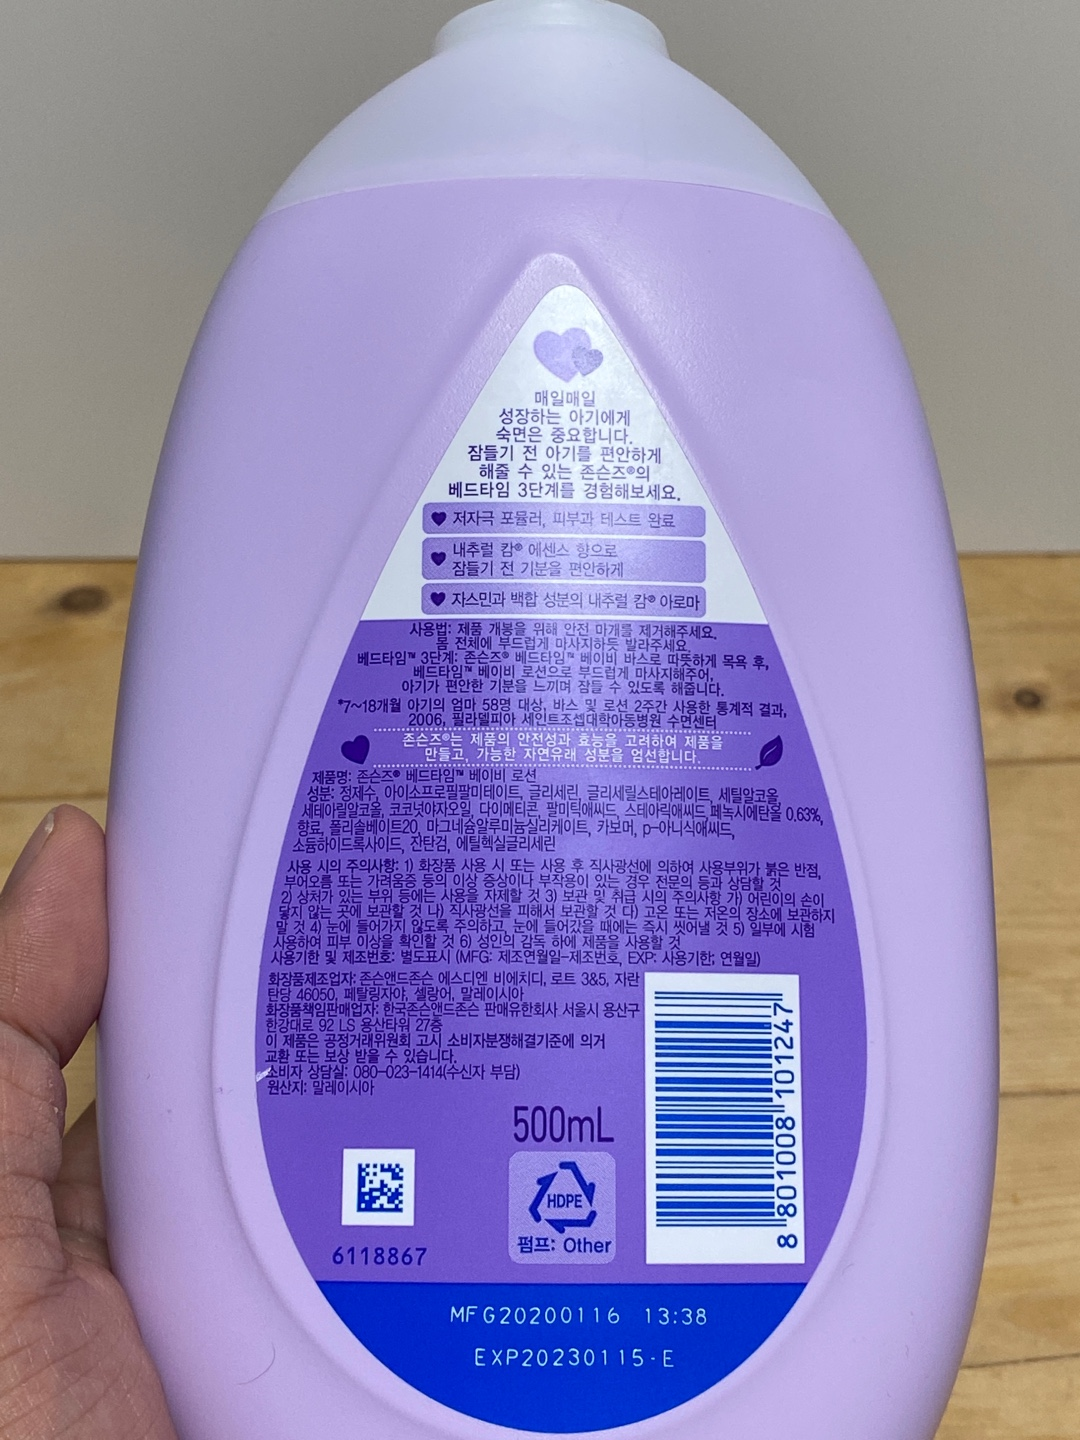 매일매일
성장하는 아기에게
숙면은 중요합니다.
잠들기 전 아기를 편안하게
해줄 수 있는 존슨즈®의
베드타임 3단계를 경험해보세요.
저자극 포뮬러, 피부과 테스트 완료
내추럴 캄® 에센스 향으로
잠들기 전 기분을 편안하게
자스민과 백합 성분의 내추럴 캄® 아로마
사용법: 제품 개봉을 위해 안전 마개를 제거해주세요.
몸 전체에 부드럽게 마사지하듯 발라주세요.
베드타임™ 3단계: 존슨즈® 베드타임™ 베이비 바스로 따뜻하게 목욕 후,
베드타임™ 베이비 로션으로 부드럽게 마사지해주어,
아기가 편안한 기분을 느끼며 잠들 수 있도록 해줍니다.
*7~18개월 아기의 엄마 58명 대상, 바스 및 로션 2주간 사용한 통계적 결과,
2006, 필라델피아 세인트조셉대학아동병원 수면센터
존슨즈®는 제품의 안전성과 효능을 고려하여 제품을
만들고, 가능한 자연유래 성분을 엄선합니다.
제품명: 존슨즈® 베드타임™ 베이비 로션
성분: 정제수, 아이소프로필팔미테이트, 글리세린, 글리세릴스테아레이트, 세틸알코올,
세테아릴알코올, 코코넛야자오일, 다이메티콘, 팔미틱애씨드, 스테아릭애씨드, 페녹시에탄올 0.63%,
향료, 폴리솔베이트20, 마그네슘알루미늄실리케이트, 카보머, p-아니식애씨드,
소듐하이드록사이드, 잔탄검, 에틸헥실글리세린
사용 시의 주의사항: 1) 화장품 사용 시 또는 사용 후 직사광선에 의하여 사용부위가 붉은 반점,
부어오름 또는 가려움증 등의 이상 증상이나 부작용이 있는 경우 전문의 등과 상담할 것
2) 상처가 있는 부위 등에는 사용을 자제할 것 3) 보관 및 취급 시의 주의사항 가) 어린이의 손이
닿지 않는 곳에 보관할 것 나) 직사광선을 피해서 보관할 것 다) 고온 또는 저온의 장소에 보관하지
말 것 4) 눈에 들어가지 않도록 주의하고, 눈에 들어갔을 때에는 즉시 씻어낼 것 5) 일부에 시험
사용하여 피부 이상을 확인할 것 6) 성인의 감독 하에 제품을 사용할 것
사용기한 및 제조번호: 별도표시 (MFG: 제조연월일-제조번호, EXP: 사용기한; 연월일)
화장품제조업자: 존슨앤드존슨 에스디엔 비에치디, 로트 3&5, 자란
탄당 46050, 페탈링자야, 셀랑어, 말레이시아
화장품책임판매업자: 한국존슨앤드존슨 판매유한회사 서울시 용산구
한강대로 92 LS 용산타워 27층
이 제품은 공정거래위원회 고시 소비자분쟁해결기준에 의거
교환 또는 보상 받을 수 있습니다.
소비자 상담실: 080-023-1414(수신자 부담)
원산지: 말레이시아
500mL
HDPE
펌프: Other
6118867
8 801008 101247
MFG20200116 13:38
EXP20230115-E